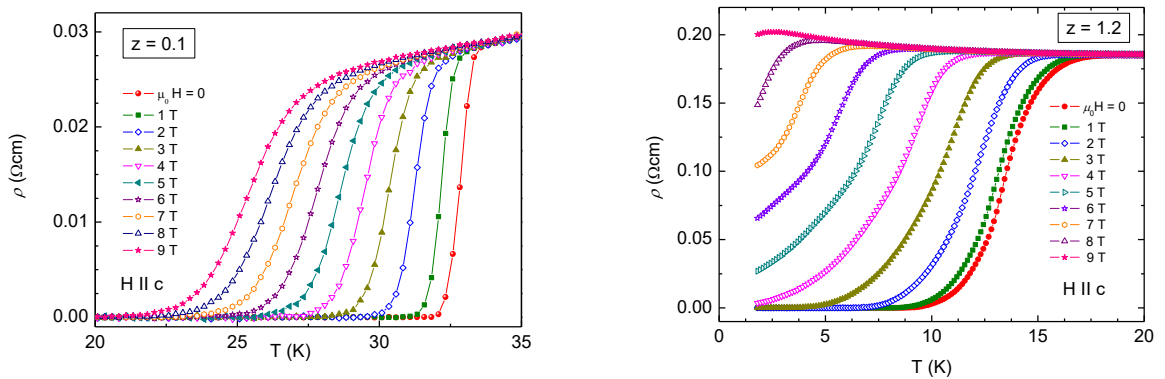 z = 0.1
ρ (Ωcm)
0.03
0.02
0.01
0.00
μ₀H = 0
1 T
2 T
3 T
4 T
5 T
6 T
7 T
8 T
9 T
H II c
20 25 30 35
T (K)
z = 1.2
ρ (Ωcm)
0.20
0.15
0.10
0.05
0.00
μ₀H = 0
1 T
2 T
3 T
4 T
5 T
6 T
7 T
8 T
9 T
H II c
0 5 10 15 20
T (K)